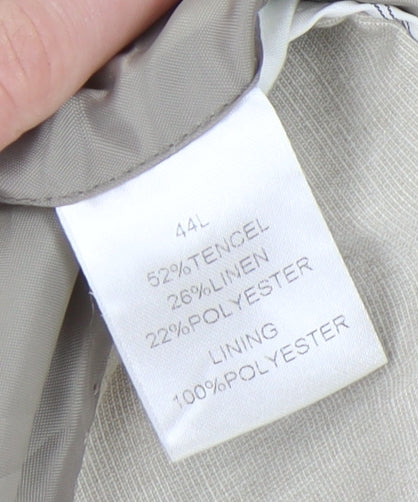 44L
52%TENCEL
26%LINEN
22%POLYESTER
LINING
100%POLYESTER